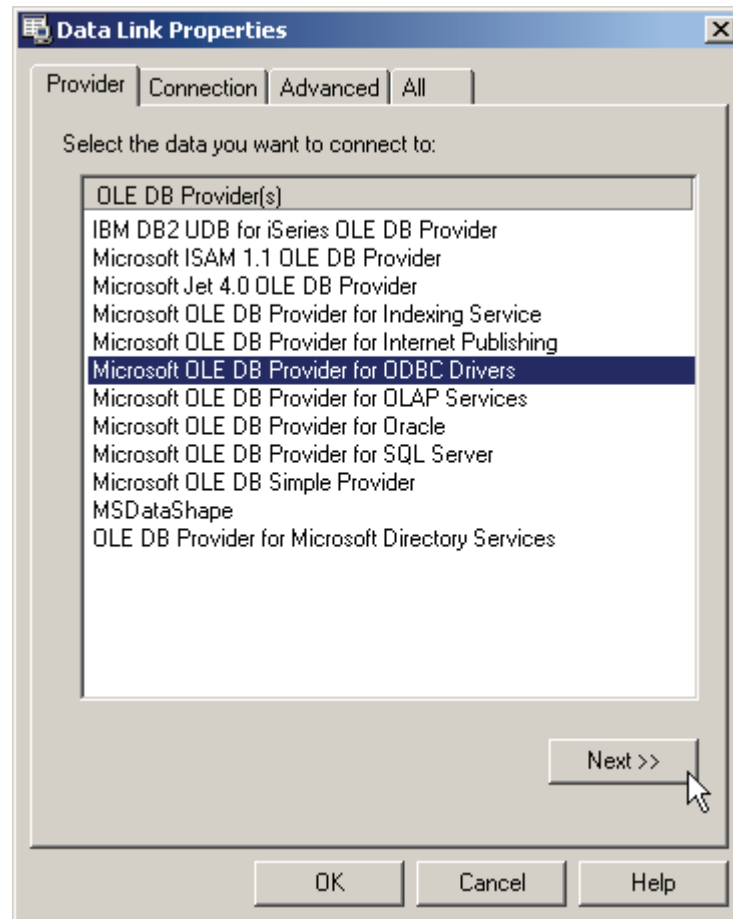 Data Link Properties
Provider Connection Advanced All
Select the data you want to connect to:
OLE DB Provider(s)
IBM DB2 UDB for iSeries OLE DB Provider
Microsoft ISAM 1.1 OLE DB Provider
Microsoft Jet 4.0 OLE DB Provider
Microsoft OLE DB Provider for Indexing Service
Microsoft OLE DB Provider for Internet Publishing
Microsoft OLE DB Provider for ODBC Drivers
Microsoft OLE DB Provider for OLAP Services
Microsoft OLE DB Provider for Oracle
Microsoft OLE DB Provider for SQL Server
Microsoft OLE DB Simple Provider
MSDataShape
OLE DB Provider for Microsoft Directory Services
Next >>
OK Cancel Help